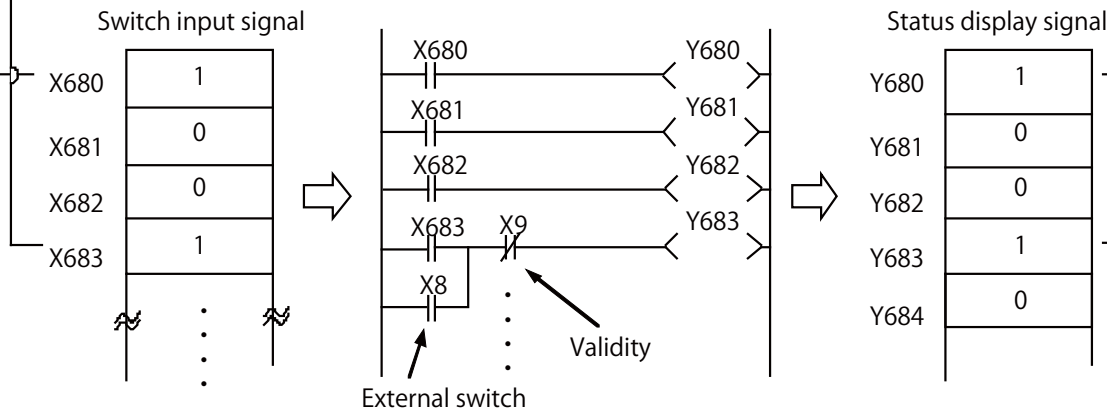 Switch input signal
X680 1
X681 0
X682 0
X683 1
X680 Y680
X681 Y681
X682 Y682
X683 X9 Y683
X8
Validity
External switch
Status display signal
Y680 1
Y681 0
Y682 0
Y683 1
Y684 0